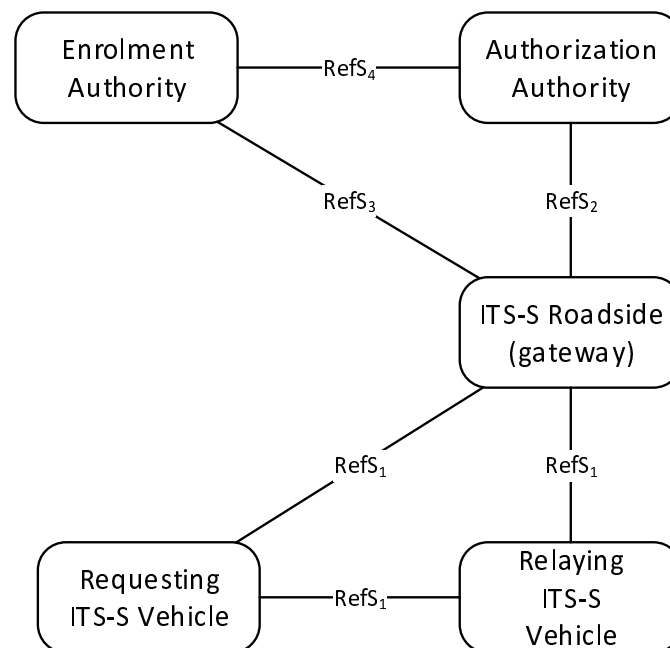 Enrolment
Authority
RefS₄
Authorization
Authority
RefS₃
RefS₂
ITS-S Roadside
(gateway)
RefS₁
RefS₁
Requesting
ITS-S Vehicle
RefS₁
Relaying
ITS-S
Vehicle